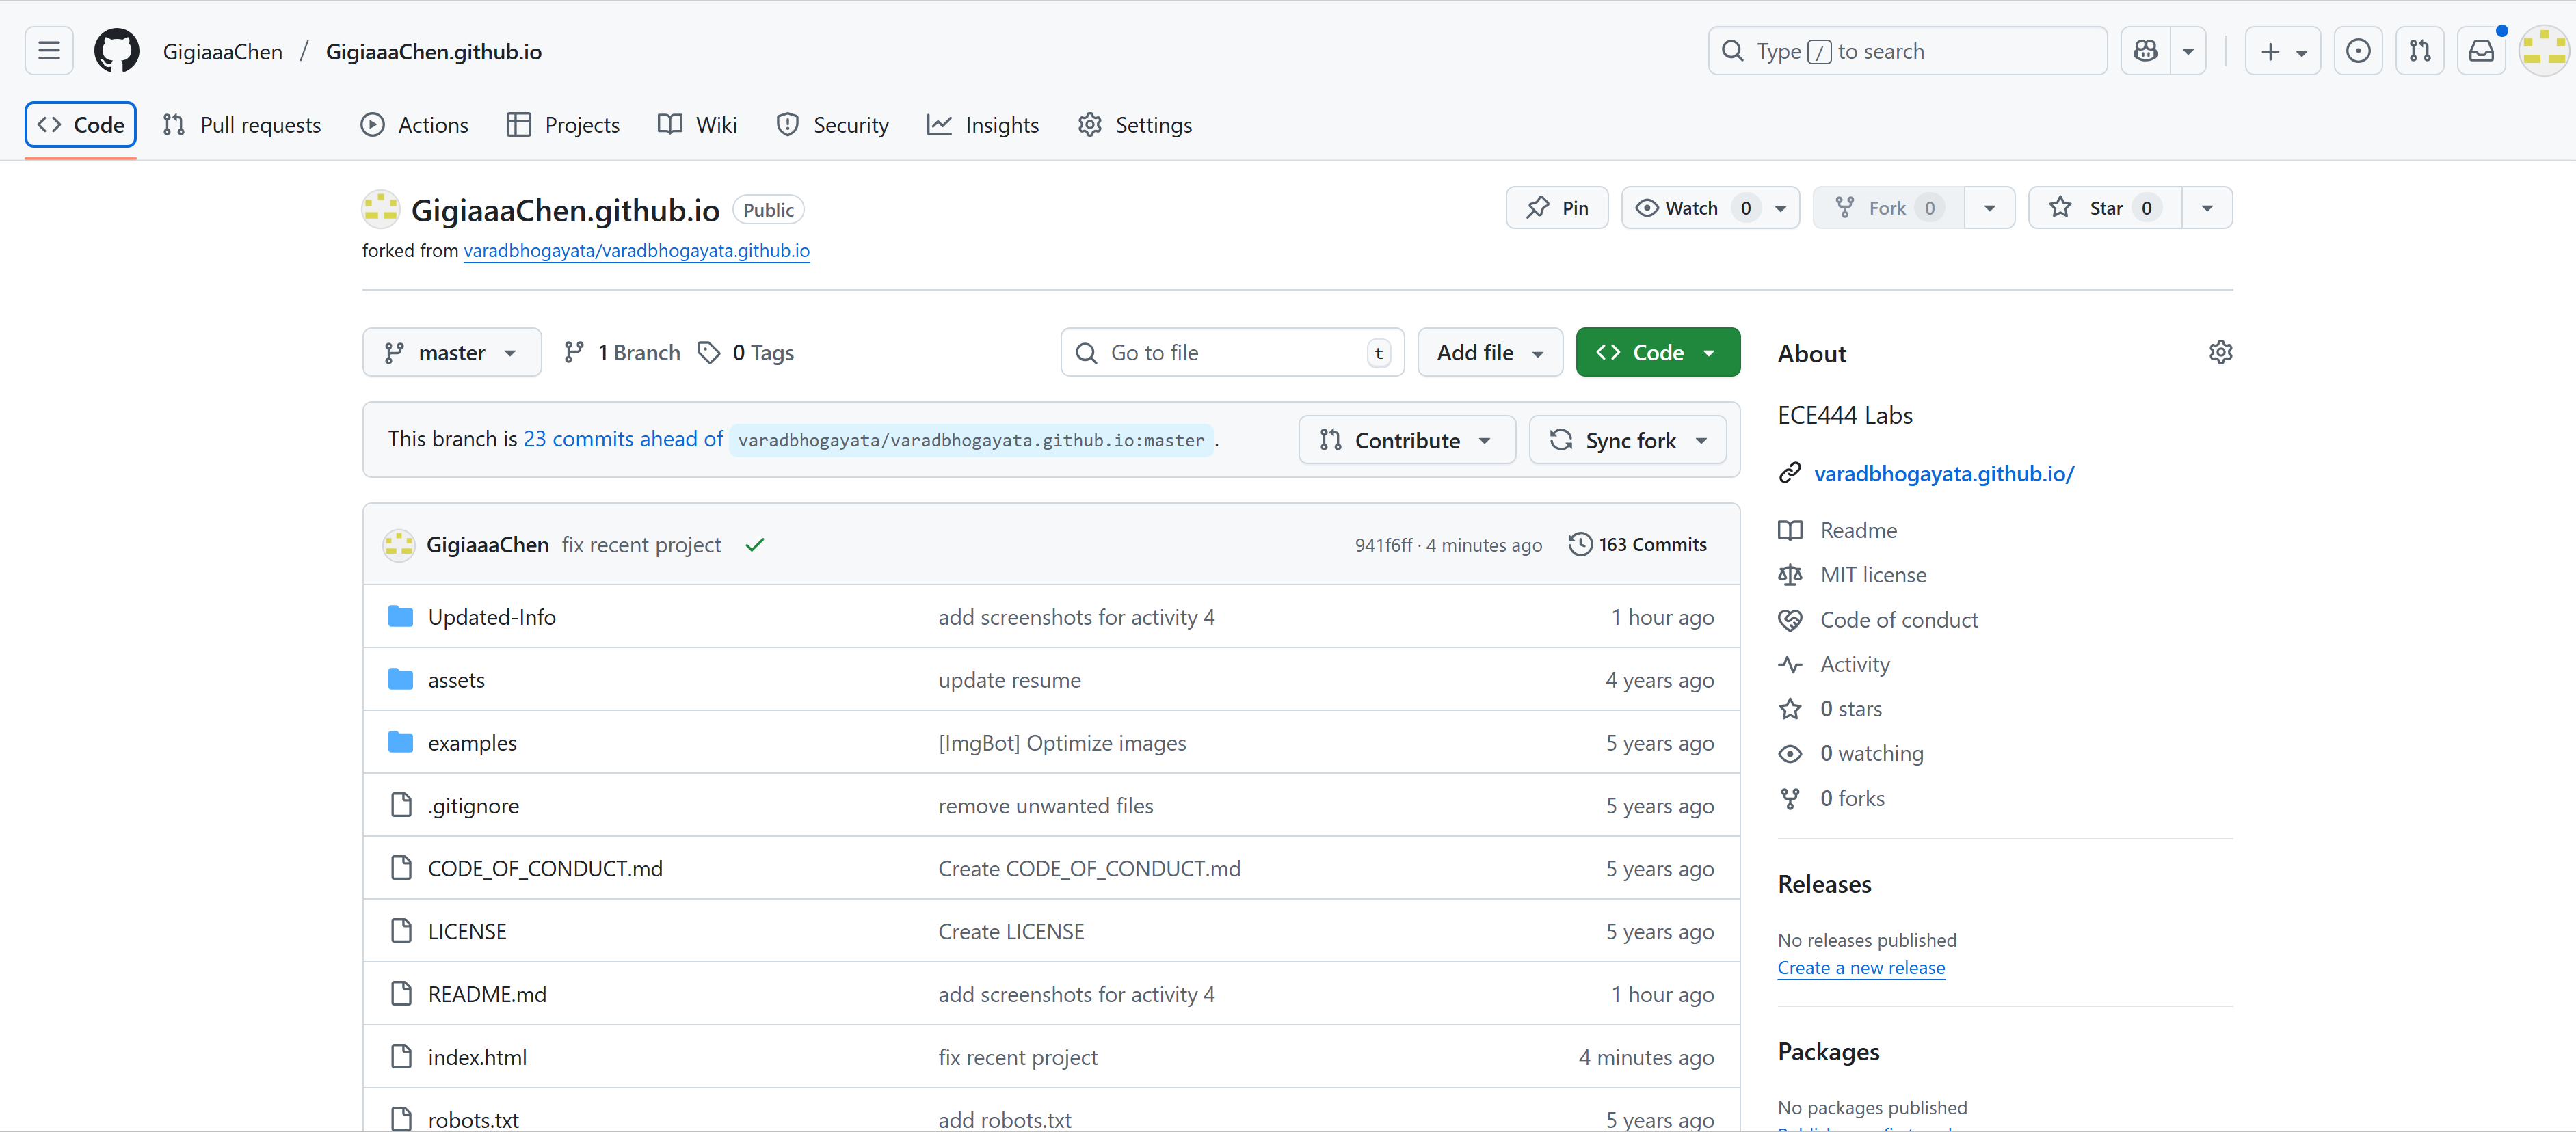 GigiaaaChen / GigiaaaChen.github.io Type / to search
Code Pull requests Actions Projects Wiki Security Insights Settings
GigiaaaChen.github.io Public Pin Watch 0 Fork 0 Star 0
forked from varadbhogayata/varadbhogayata.github.io
master 1 Branch 0 Tags Go to file t Add file Code
This branch is 23 commits ahead of varadbhogayata/varadbhogayata.github.io:master . Contribute Sync fork
GigiaaaChen fix recent project 941f6ff · 4 minutes ago 163 Commits
Updated-Info add screenshots for activity 4 1 hour ago
assets update resume 4 years ago
examples [ImgBot] Optimize images 5 years ago
.gitignore remove unwanted files 5 years ago
CODE_OF_CONDUCT.md Create CODE_OF_CONDUCT.md 5 years ago
LICENSE Create LICENSE 5 years ago
README.md add screenshots for activity 4 1 hour ago
index.html fix recent project 4 minutes ago
robots.txt add robots.txt 5 years ago
About
ECE444 Labs
varadbhogayata.github.io/
Readme
MIT license
Code of conduct
Activity
0 stars
0 watching
0 forks
Releases
No releases published
Create a new release
Packages
No packages published